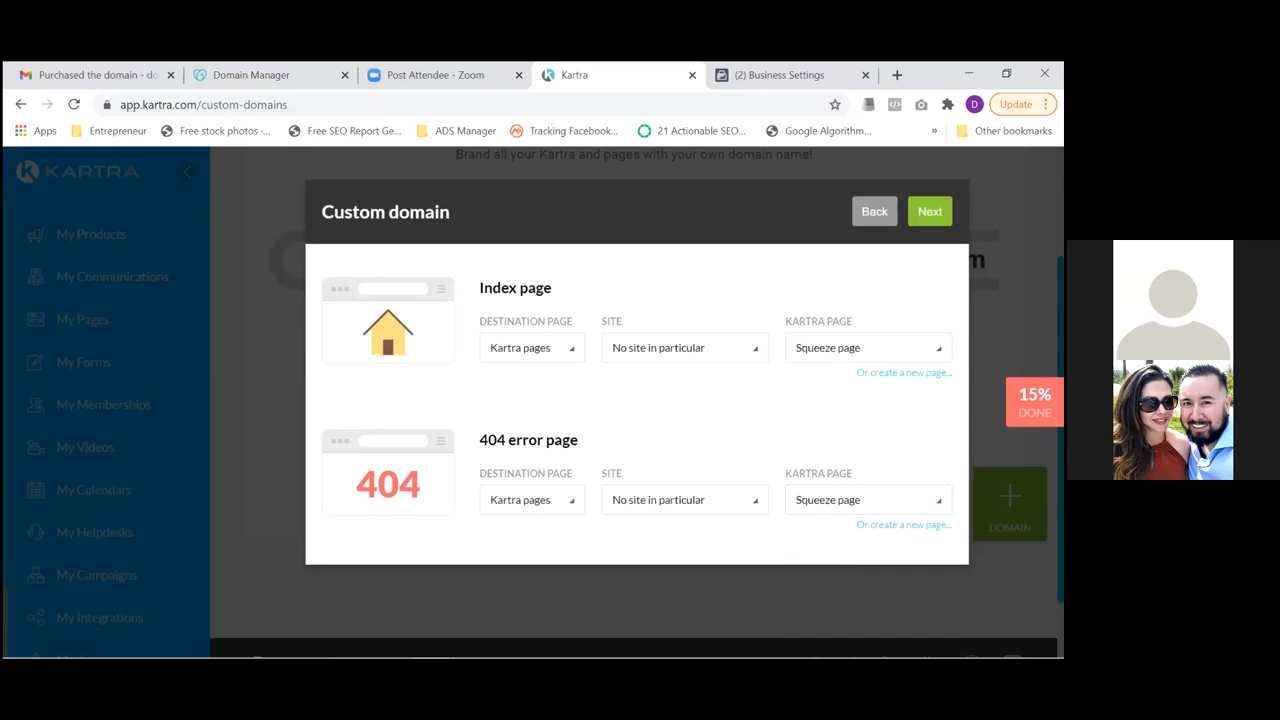 Purchased the domain - do
Domain Manager
Post Attendee - Zoom
Kartra
(2) Business Settings
app.kartra.com/custom-domains
D
Update
Apps
Entrepreneur
Free stock photos -...
Free SEO Report Ge...
ADS Manager
Tracking Facebook...
21 Actionable SEO...
Google Algorithm...
»
Other bookmarks
KARTRA
Brand all your Kartra and pages with your own domain name!
Custom domain
Back
Next
My Products
My Communications
My Pages
My Forms
My Memberships
My Videos
My Calendars
My Helpdesks
My Campaigns
My Integrations
Index page
DESTINATION PAGE
SITE
KARTRA PAGE
Kartra pages
No site in particular
Squeeze page
Or create a new page...
404 error page
DESTINATION PAGE
SITE
KARTRA PAGE
404
Kartra pages
No site in particular
Squeeze page
Or create a new page...
15%
DONE
DOMAIN